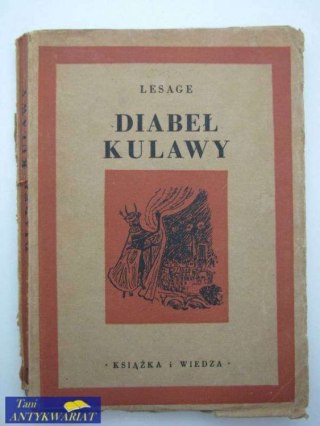 LESAGE
DIABEŁ
KULAWY
· KSIĄŻKA i WIEDZA ·
Tani
ANTYKWARIAT